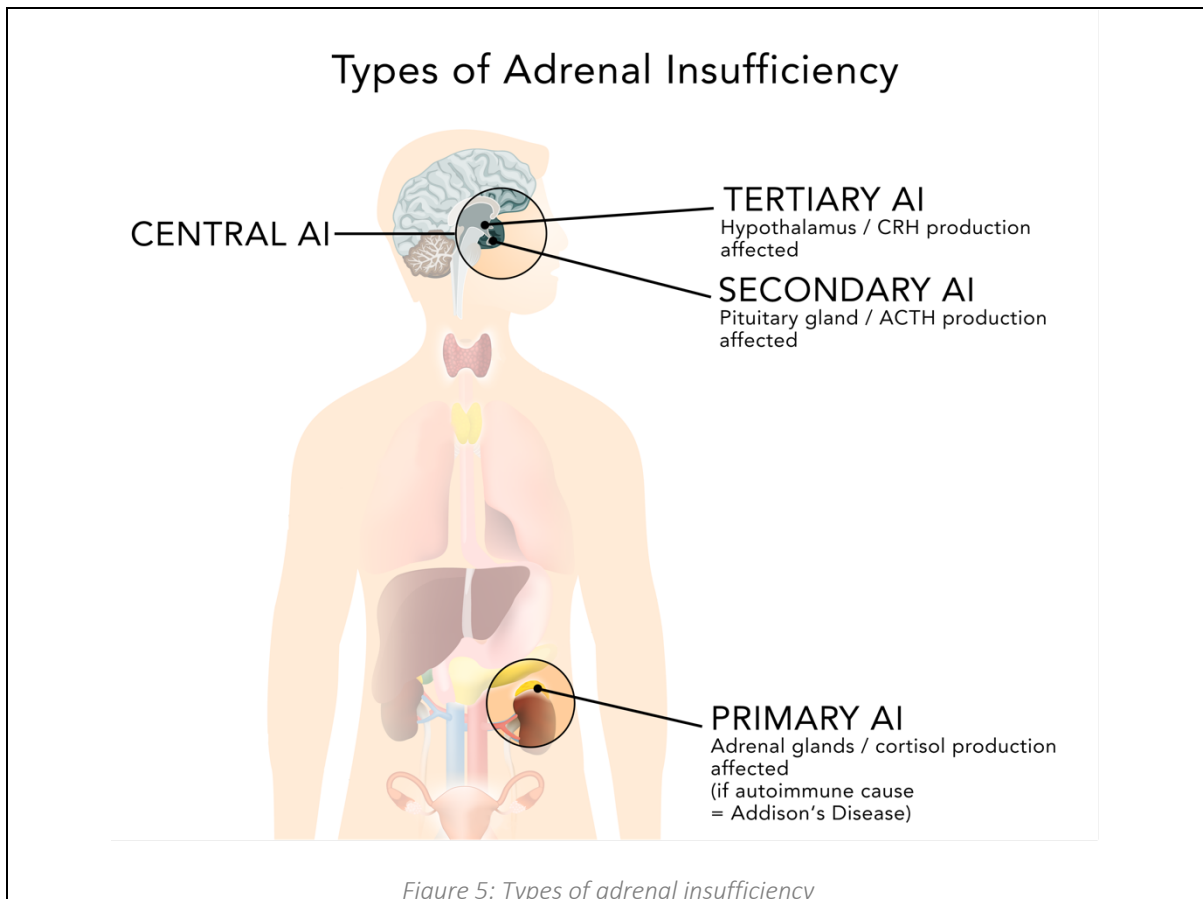 Types of Adrenal Insufficiency
CENTRAL AI
TERTIARY AI
Hypothalamus / CRH production
affected
SECONDARY AI
Pituitary gland / ACTH production
affected
PRIMARY AI
Adrenal glands / cortisol production
affected
(if autoimmune cause
= Addison's Disease)
Figure 5: Types of adrenal insufficiency